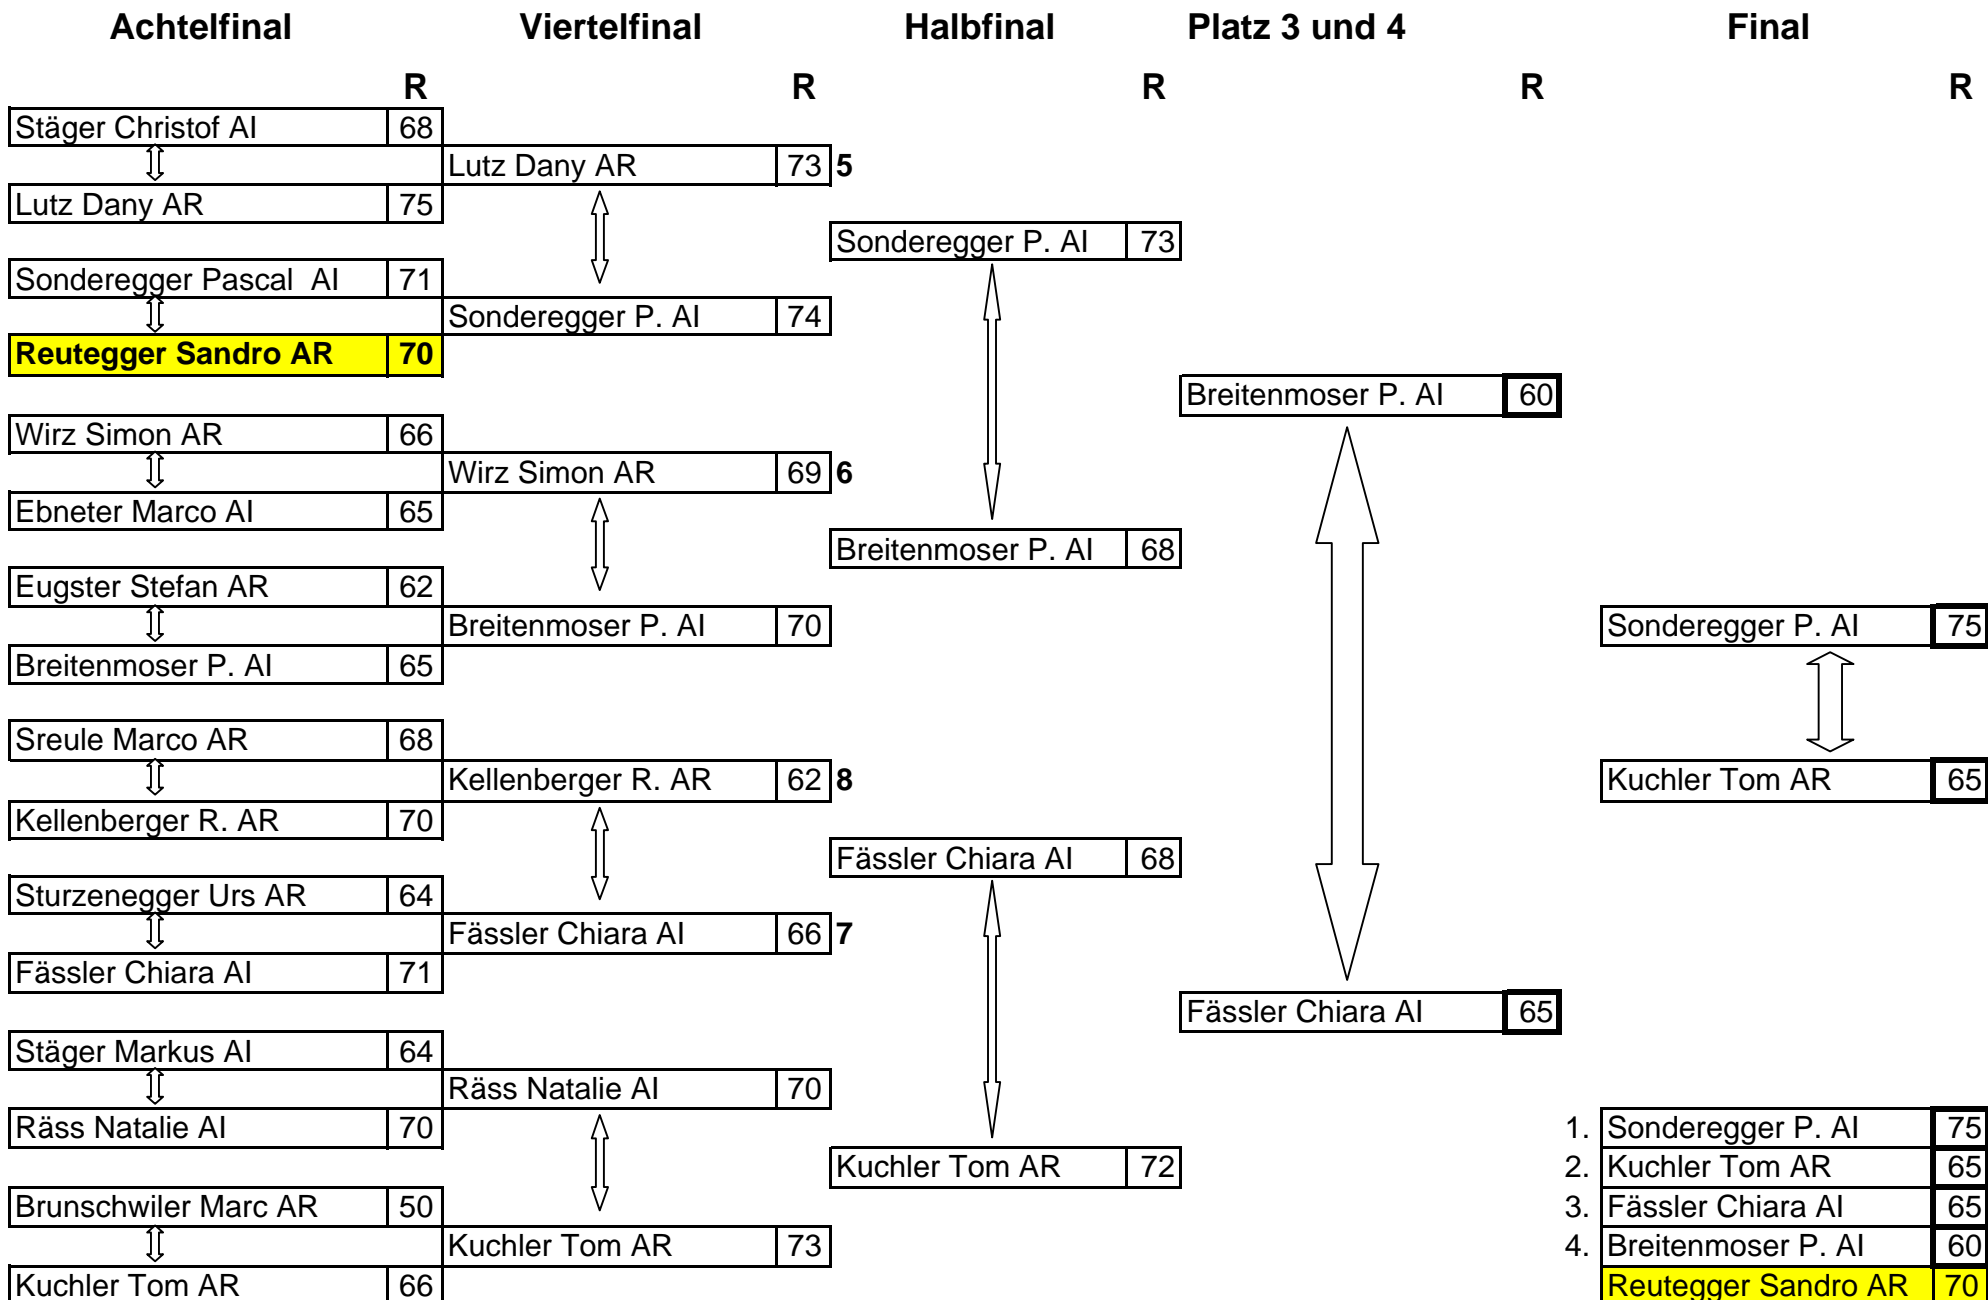 Achtelfinal Viertelfinal Halbfinal Platz 3 und 4 Final
R R R R R
Stäger Christof AI 68
Lutz Dany AR 73 5
Lutz Dany AR 75
Sonderegger P. AI 73
Sonderegger Pascal AI 71
Sonderegger P. AI 74
Reutegger Sandro AR 70
Breitenmoser P. AI 60
Wirz Simon AR 66
Wirz Simon AR 69 6
Ebneter Marco AI 65
Breitenmoser P. AI 68
Eugster Stefan AR 62
Breitenmoser P. AI 70 Sonderegger P. AI 75
Breitenmoser P. AI 65
Sreule Marco AR 68
Kellenberger R. AR 62 8 Kuchler Tom AR 65
Kellenberger R. AR 70
Fässler Chiara AI 68
Sturzenegger Urs AR 64
Fässler Chiara AI 66 7
Fässler Chiara AI 71
Fässler Chiara AI 65
Stäger Markus AI 64
Räss Natalie AI 70
Räss Natalie AI 70 1. Sonderegger P. AI 75
Kuchler Tom AR 72 2. Kuchler Tom AR 65
Brunschwiler Marc AR 50 3. Fässler Chiara AI 65
Kuchler Tom AR 73 4. Breitenmoser P. AI 60
Kuchler Tom AR 66 Reutegger Sandro AR 70